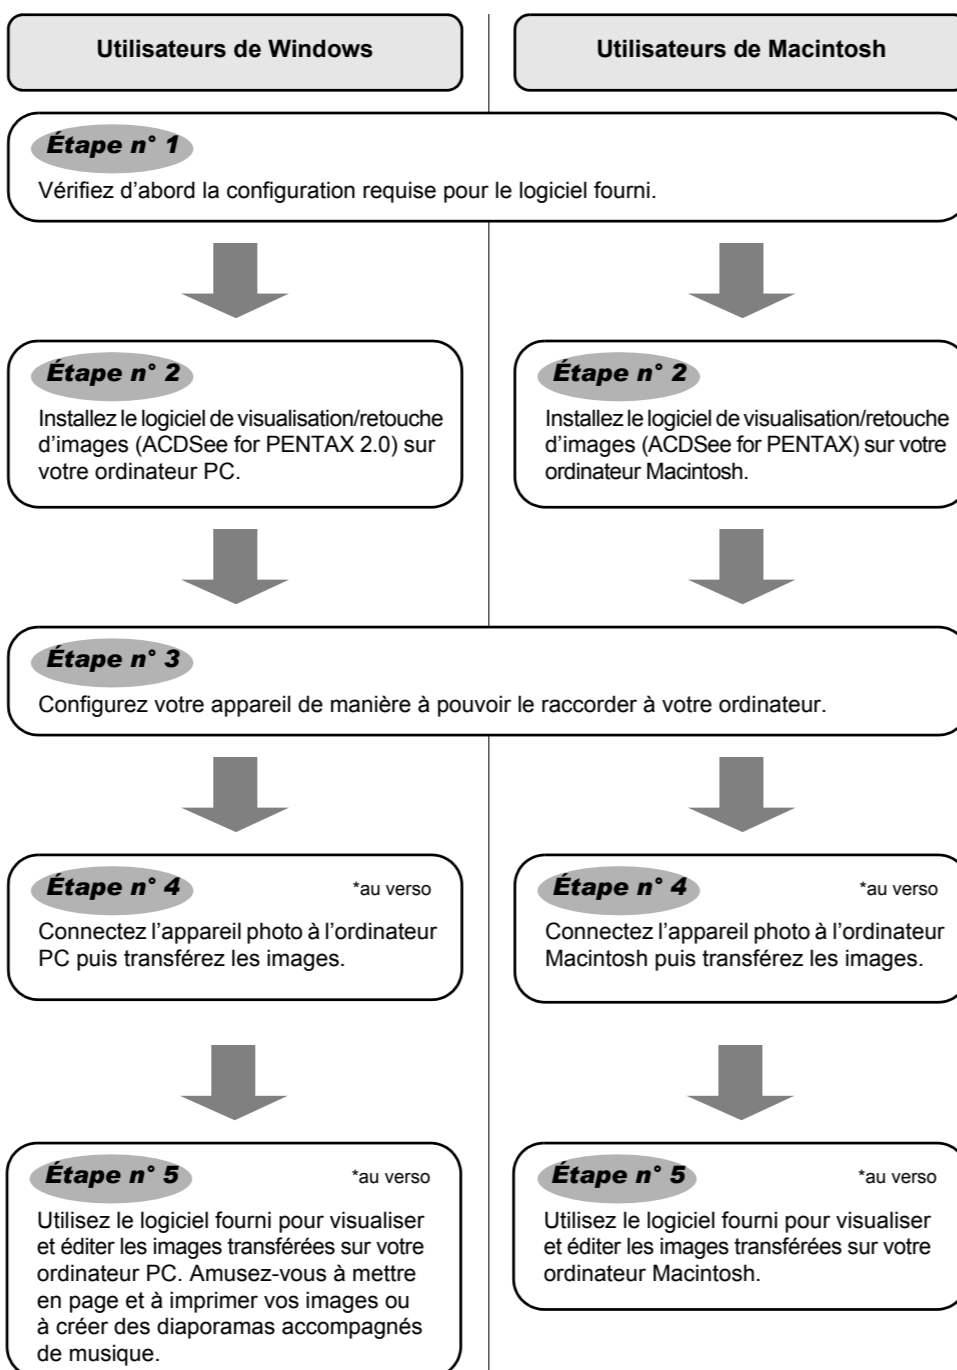 Utilisateurs de Windows
Utilisateurs de Macintosh
Étape n° 1
Vérifiez d'abord la configuration requise pour le logiciel fourni.
Étape n° 2
Installez le logiciel de visualisation/retouche
d'images (ACDSee for PENTAX 2.0) sur
votre ordinateur PC.
Étape n° 2
Installez le logiciel de visualisation/retouche
d'images (ACDSee for PENTAX) sur votre
ordinateur Macintosh.
Étape n° 3
Configurez votre appareil de manière à pouvoir le raccorder à votre ordinateur.
Étape n° 4
*au verso
Connectez l'appareil photo à l'ordinateur
PC puis transférez les images.
Étape n° 4
*au verso
Connectez l'appareil photo à l'ordinateur
Macintosh puis transférez les images.
Étape n° 5
*au verso
Utilisez le logiciel fourni pour visualiser
et éditer les images transférées sur votre
ordinateur PC. Amusez-vous à mettre
en page et à imprimer vos images ou
à créer des diaporamas accompagnés
de musique.
Étape n° 5
*au verso
Utilisez le logiciel fourni pour visualiser
et éditer les images transférées sur votre
ordinateur Macintosh.